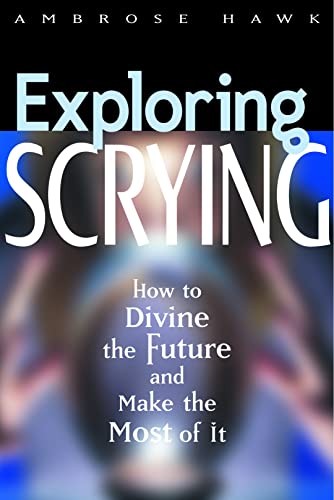 AMBROSE HAWK
Exploring
SCRYING
How to
Divine
the Future
and
Make the
Most of It